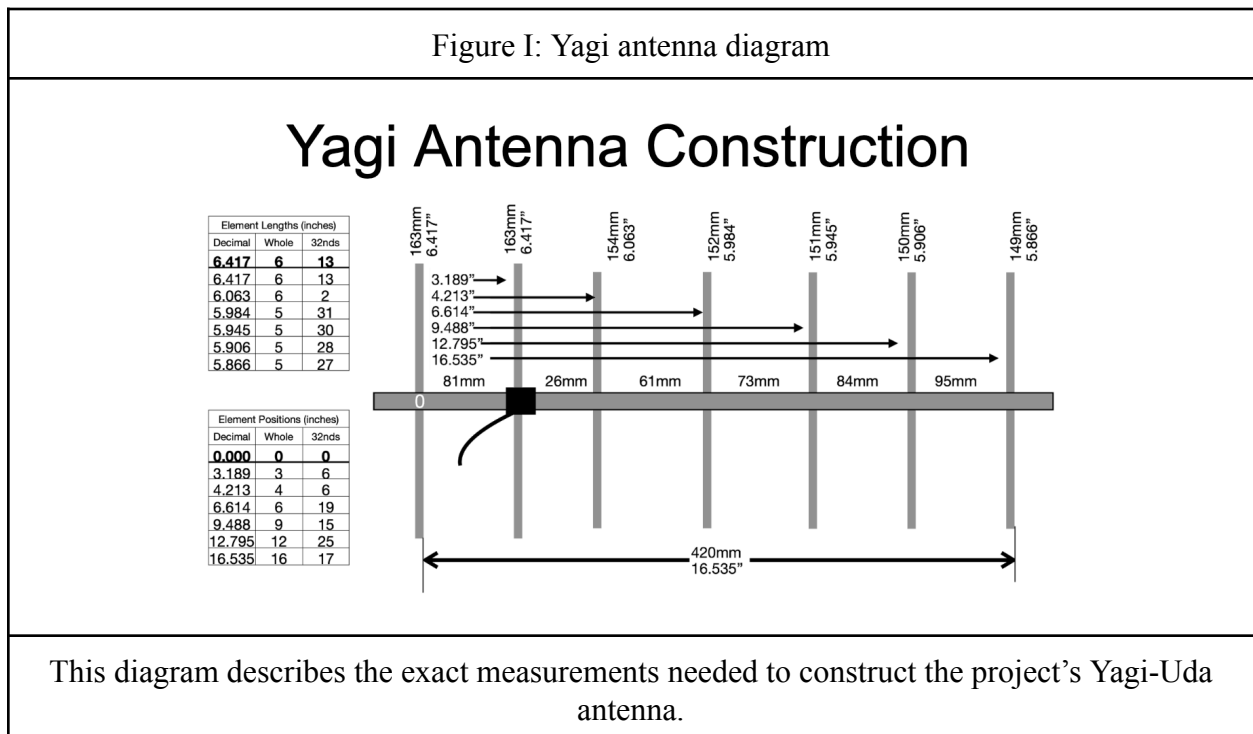 Figure I: Yagi antenna diagram
Yagi Antenna Construction
Element Lengths (inches)
Decimal Whole 32nds
6.417 6 13
6.417 6 13
6.063 6 2
5.984 5 31
5.945 5 30
5.906 5 28
5.866 5 27
Element Positions (inches)
Decimal Whole 32nds
0.000 0 0
3.189 3 6
4.213 4 6
6.614 6 19
9.488 9 15
12.795 12 25
16.535 16 17
163mm
6.417”
163mm
6.417”
154mm
6.063”
152mm
5.984”
151mm
5.945”
150mm
5.906”
149mm
5.866”
3.189”
4.213”
6.614”
9.488”
12.795”
16.535”
81mm 26mm 61mm 73mm 84mm 95mm
0
420mm
16.535”
This diagram describes the exact measurements needed to construct the project’s Yagi-Uda
antenna.